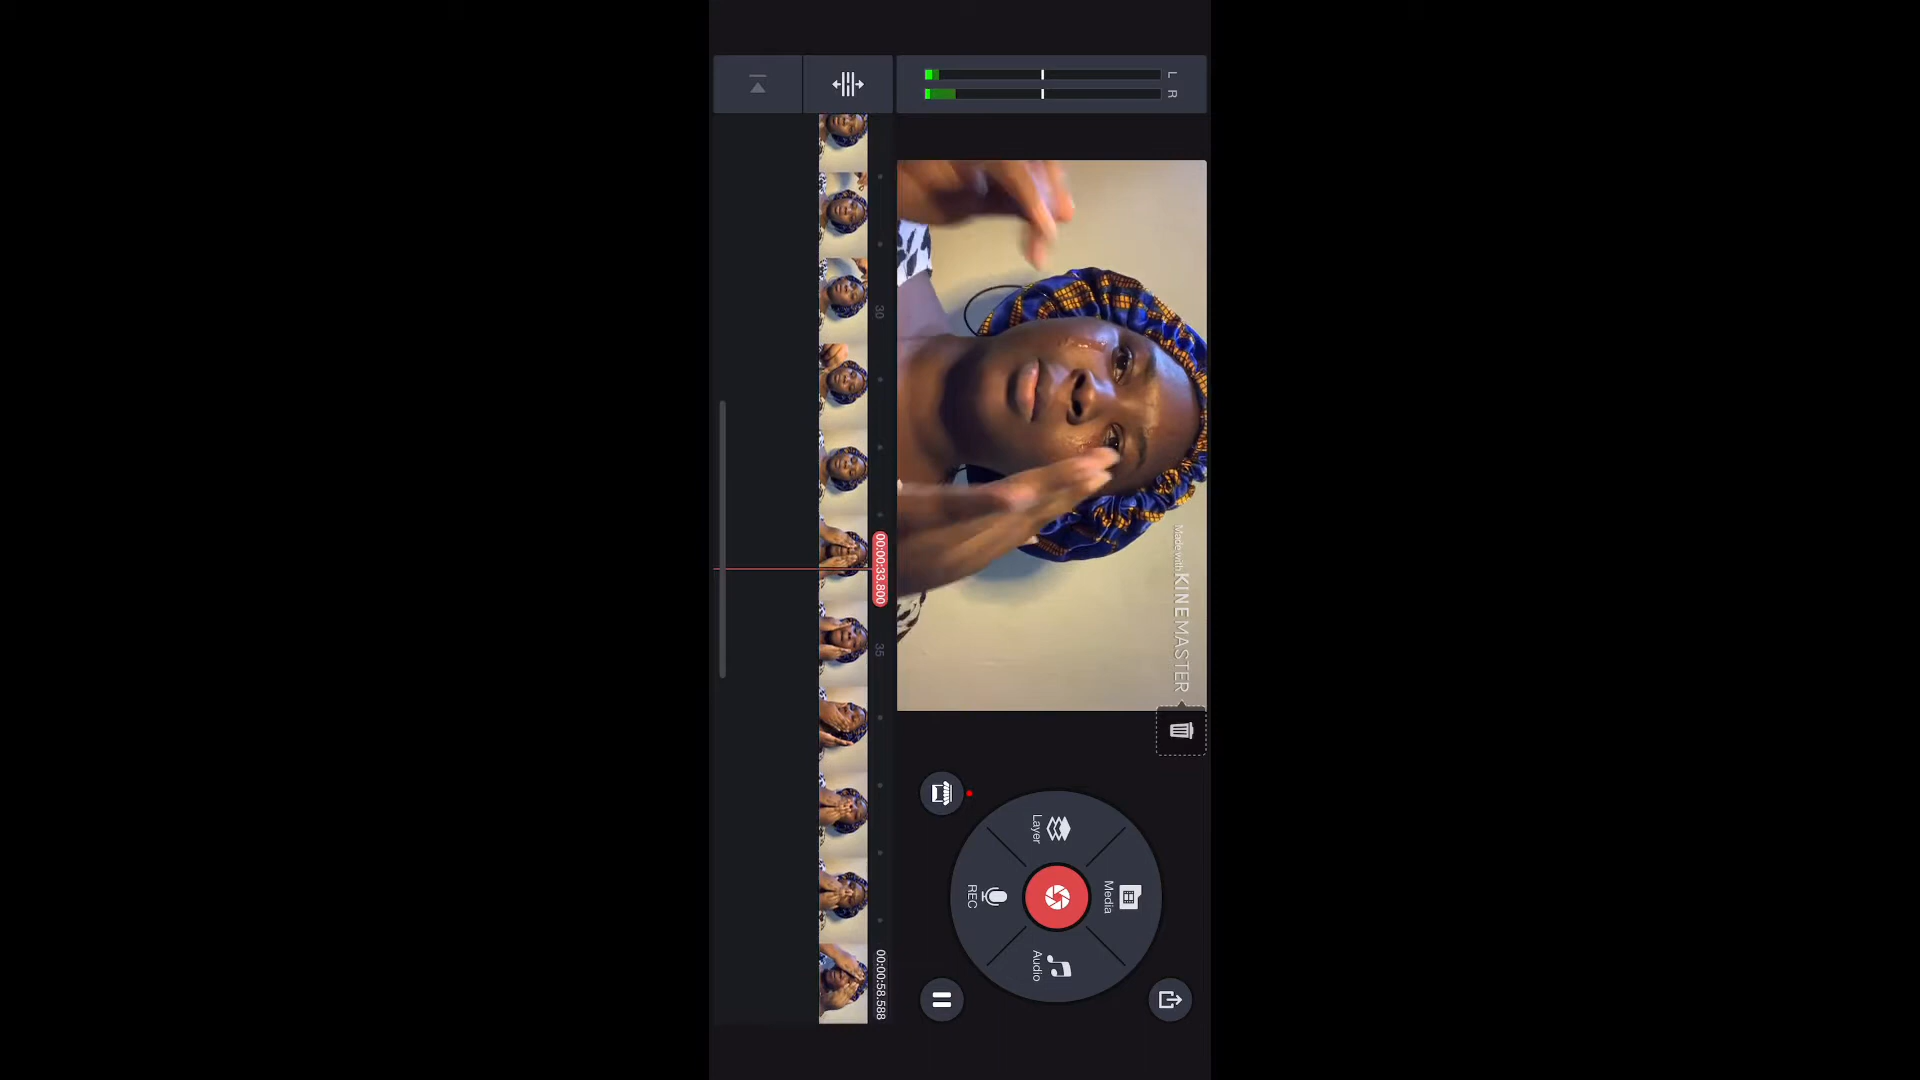 L
R
Made with KINEMASTER
30
00:00:33.800
35
00:00:58.588
Media
Layer
REC
Audio